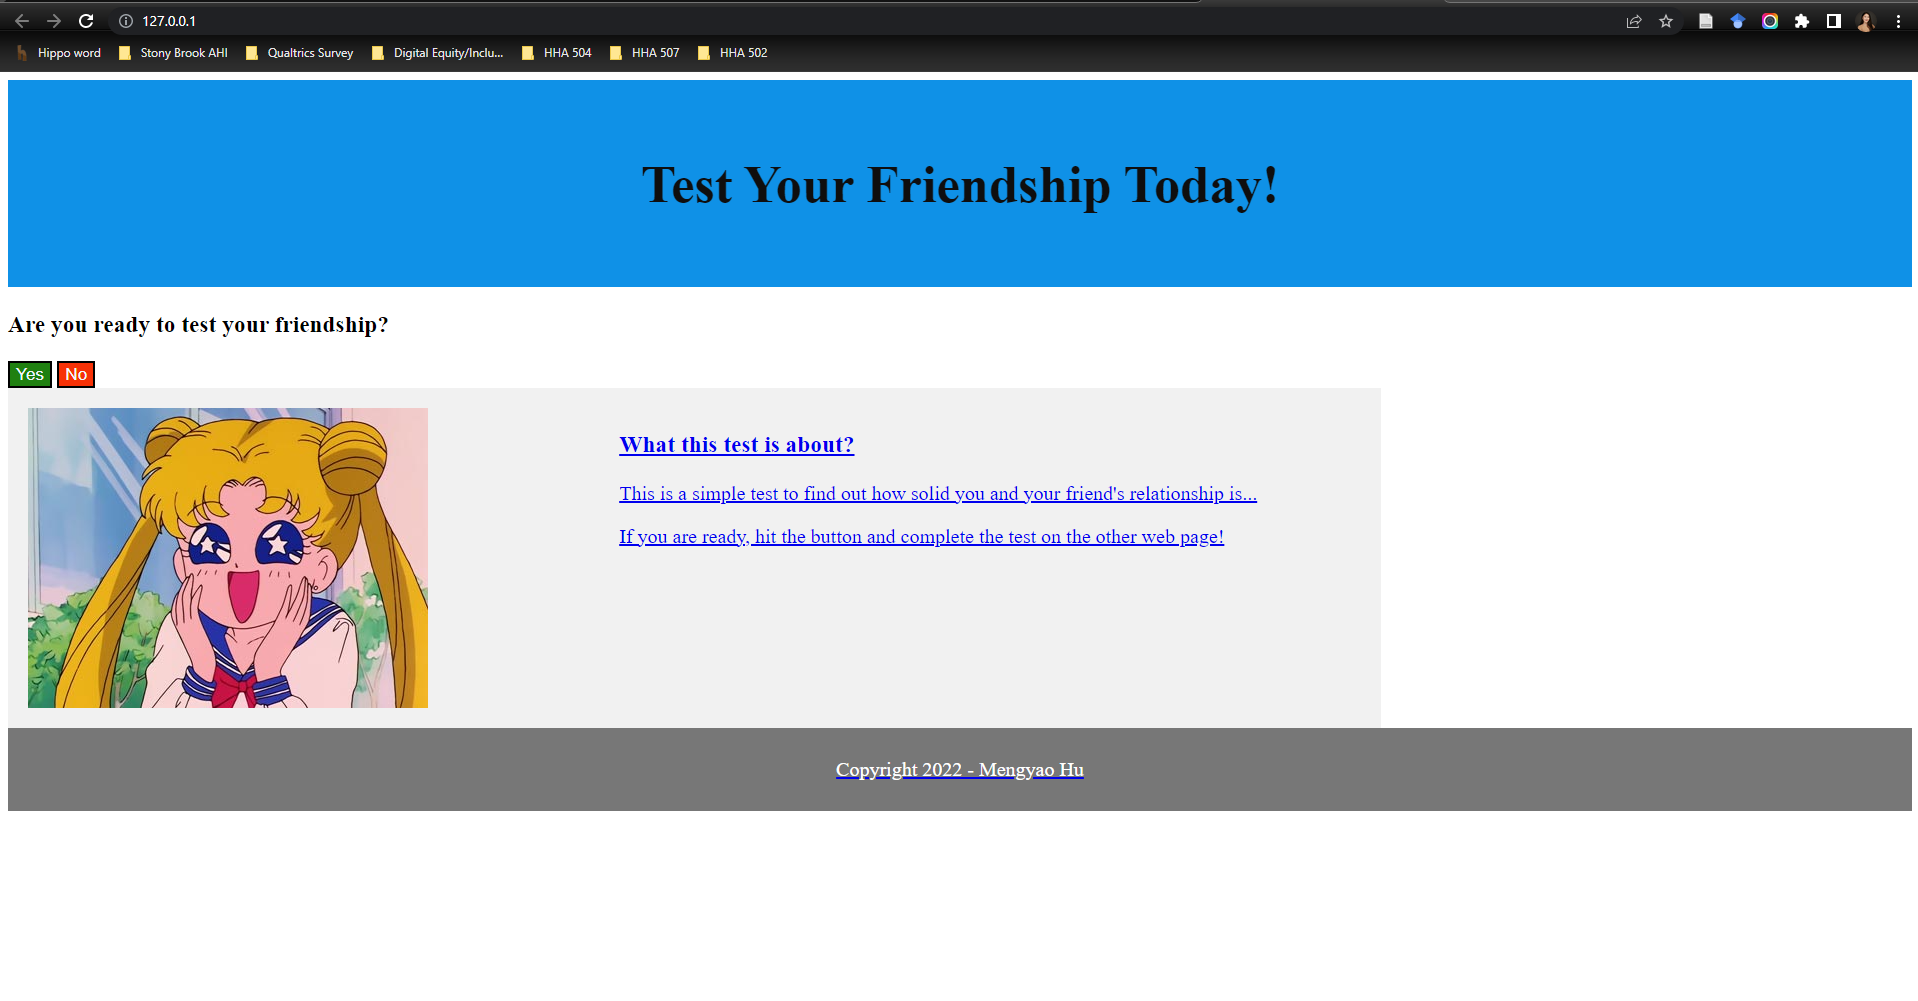 127.0.0.1
Hippo word Stony Brook AHI Qualtrics Survey Digital Equity/Inclu... HHA 504 HHA 507 HHA 502
Test Your Friendship Today!
Are you ready to test your friendship?
Yes No
What this test is about?
This is a simple test to find out how solid you and your friend's relationship is...
If you are ready, hit the button and complete the test on the other web page!
Copyright 2022 - Mengyao Hu